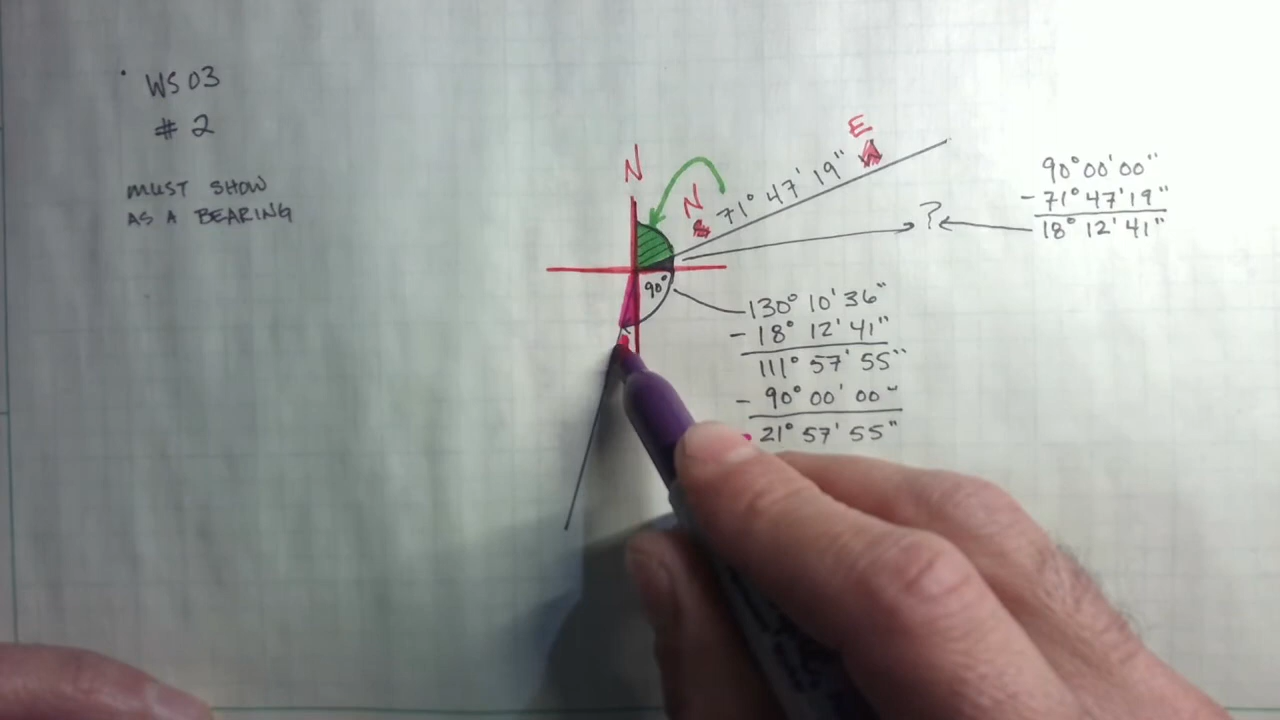 WS 03
# 2
MUST SHOW
AS A BEARING
N
N 71° 47' 19" E
90°
?
90° 00' 00"
- 71° 47' 19"
18° 12' 41"
130° 10' 36"
- 18° 12' 41"
111° 57' 55"
- 90° 00' 00"
21° 57' 55"